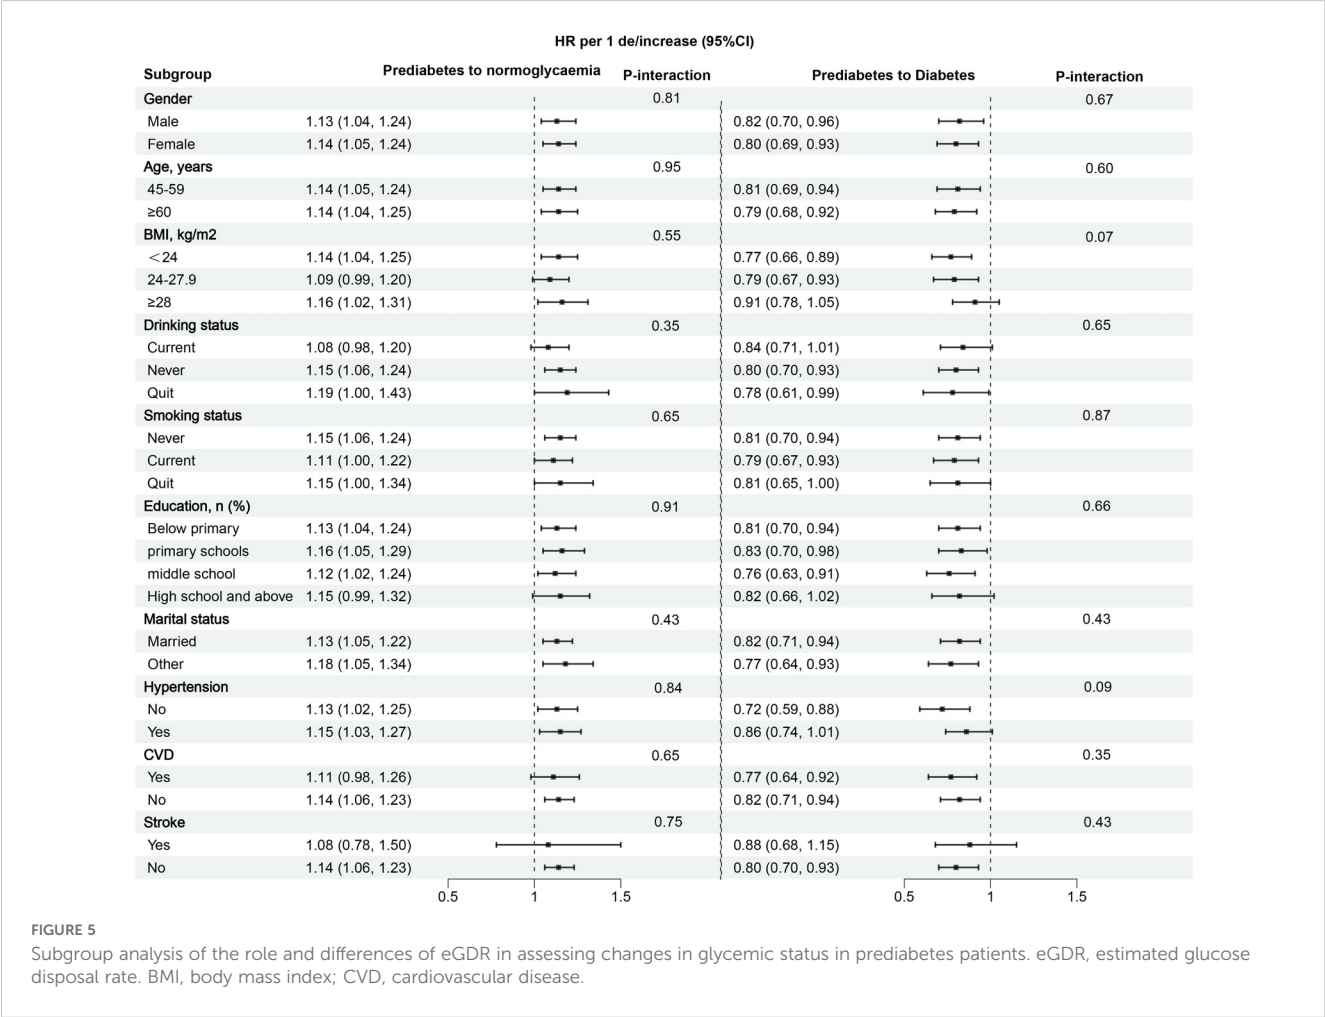 HR per 1 de/increase (95%CI)
Subgroup Prediabetes to normoglycaemia P-interaction Prediabetes to Diabetes P-interaction
Gender 0.81 0.67
Male 1.13 (1.04, 1.24) 0.82 (0.70, 0.96)
Female 1.14 (1.05, 1.24) 0.80 (0.69, 0.93)
Age, years 0.95 0.60
45-59 1.14 (1.05, 1.24) 0.81 (0.69, 0.94)
≥60 1.14 (1.04, 1.25) 0.79 (0.68, 0.92)
BMI, kg/m2 0.55 0.07
＜24 1.14 (1.04, 1.25) 0.77 (0.66, 0.89)
24-27.9 1.09 (0.99, 1.20) 0.79 (0.67, 0.93)
≥28 1.16 (1.02, 1.31) 0.91 (0.78, 1.05)
Drinking status 0.35 0.65
Current 1.08 (0.98, 1.20) 0.84 (0.71, 1.01)
Never 1.15 (1.06, 1.24) 0.80 (0.70, 0.93)
Quit 1.19 (1.00, 1.43) 0.78 (0.61, 0.99)
Smoking status 0.65 0.87
Never 1.15 (1.06, 1.24) 0.81 (0.70, 0.94)
Current 1.11 (1.00, 1.22) 0.79 (0.67, 0.93)
Quit 1.15 (1.00, 1.34) 0.81 (0.65, 1.00)
Education, n (%) 0.91 0.66
Below primary 1.13 (1.04, 1.24) 0.81 (0.70, 0.94)
primary schools 1.16 (1.05, 1.29) 0.83 (0.70, 0.98)
middle school 1.12 (1.02, 1.24) 0.76 (0.63, 0.91)
High school and above 1.15 (0.99, 1.32) 0.82 (0.66, 1.02)
Marital status 0.43 0.43
Married 1.13 (1.05, 1.22) 0.82 (0.71, 0.94)
Other 1.18 (1.05, 1.34) 0.77 (0.64, 0.93)
Hypertension 0.84 0.09
No 1.13 (1.02, 1.25) 0.72 (0.59, 0.88)
Yes 1.15 (1.03, 1.27) 0.86 (0.74, 1.01)
CVD 0.65 0.35
Yes 1.11 (0.98, 1.26) 0.77 (0.64, 0.92)
No 1.14 (1.06, 1.23) 0.82 (0.71, 0.94)
Stroke 0.75 0.43
Yes 1.08 (0.78, 1.50) 0.88 (0.68, 1.15)
No 1.14 (1.06, 1.23) 0.80 (0.70, 0.93)
0.5 1 1.5 0.5 1 1.5
FIGURE 5
Subgroup analysis of the role and differences of eGDR in assessing changes in glycemic status in prediabetes patients. eGDR, estimated glucose
disposal rate. BMI, body mass index; CVD, cardiovascular disease.